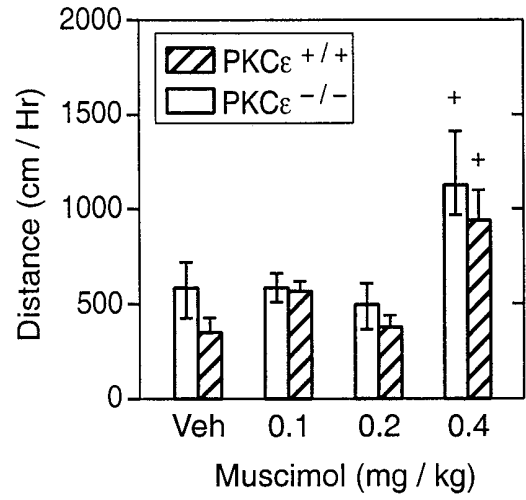 2000
1500
1000
500
0
Distance (cm / Hr)
PKCε +/+
PKCε −/−
+
+
Veh 0.1 0.2 0.4
Muscimol (mg / kg)